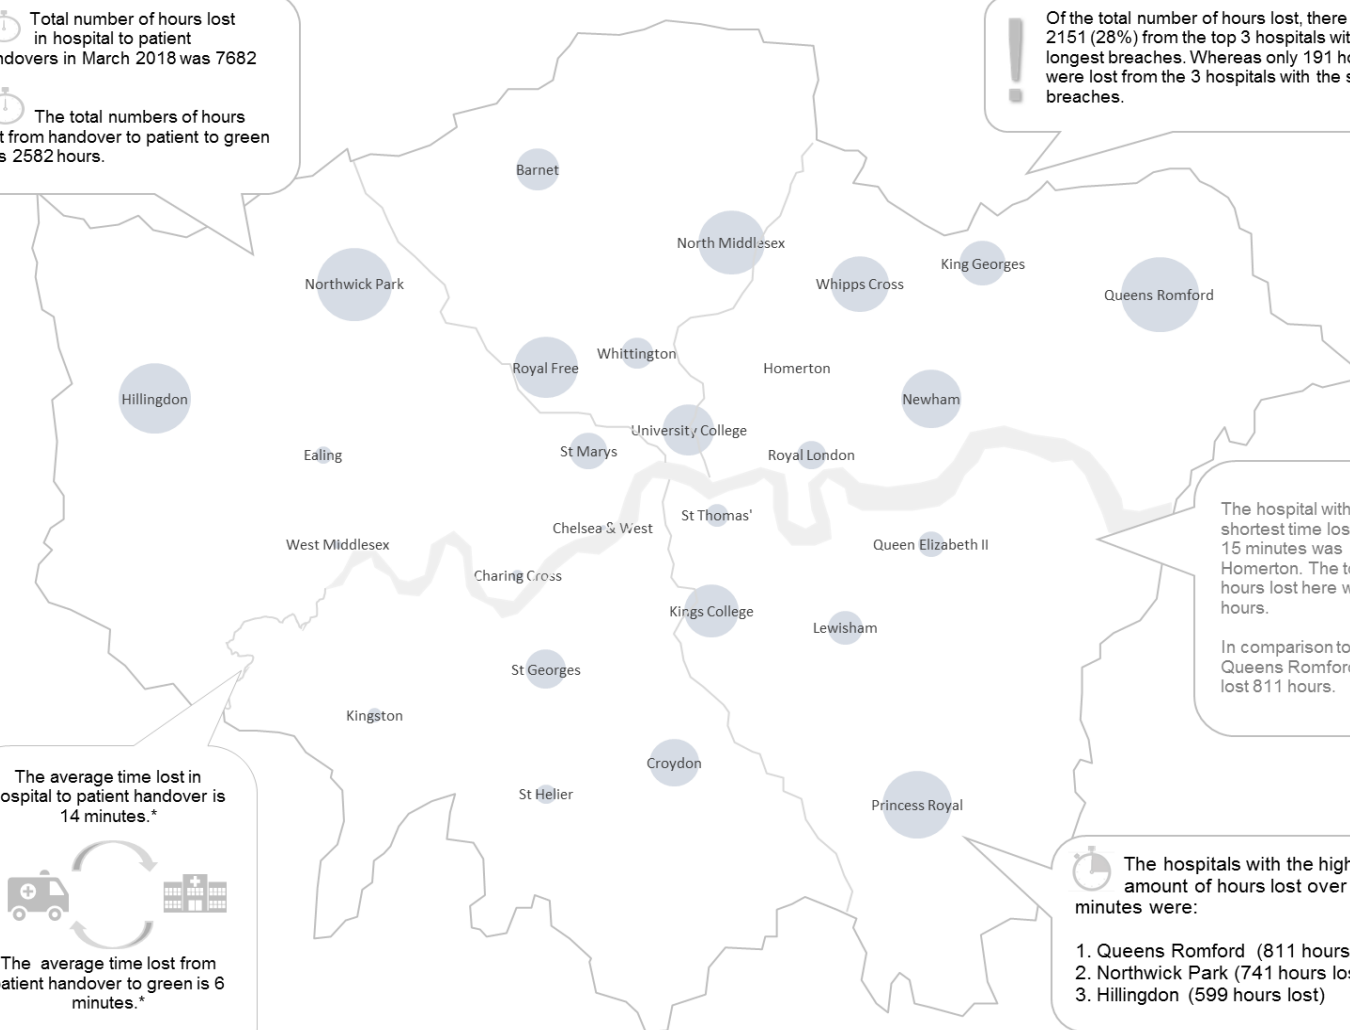 Total number of hours lost
in hospital to patient
ndovers in March 2018 was 7682
The total numbers of hours
t from handover to patient to green
s 2582 hours.
Of the total number of hours lost, there
2151 (28%) from the top 3 hospitals wit
longest breaches. Whereas only 191 ho
were lost from the 3 hospitals with the s
breaches.
Barnet
North Middlesex
King Georges
Northwick Park
Whipps Cross
Queens Romford
Whittington
Royal Free
Homerton
Hillingdon
Newham
University College
St Marys
Ealing
Royal London
St Thomas'
Chelsea & West
West Middlesex
Queen Elizabeth II
Charing Cross
Kings College
Lewisham
St Georges
Kingston
Croydon
St Helier
Princess Royal
The hospital with
shortest time los
15 minutes was
Homerton. The to
hours lost here w
hours.
In comparison to
Queens Romford
lost 811 hours.
The average time lost in
ospital to patient handover is
14 minutes.*
The average time lost from
atient handover to green is 6
minutes.*
The hospitals with the high
amount of hours lost over
minutes were:
1. Queens Romford (811 hours
2. Northwick Park (741 hours los
3. Hillingdon (599 hours lost)